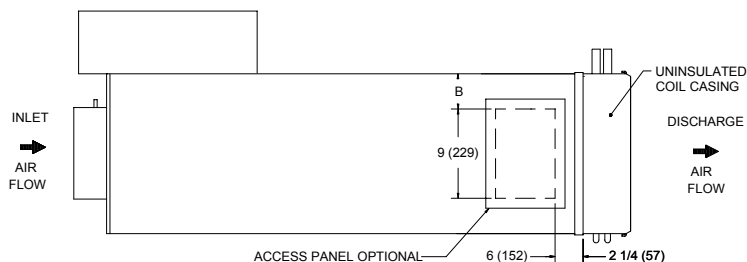 UNINSULATED
COIL CASING
B
INLET
AIR
FLOW
9 (229)
DISCHARGE
AIR
FLOW
ACCESS PANEL OPTIONAL
6 (152)
2 1/4 (57)